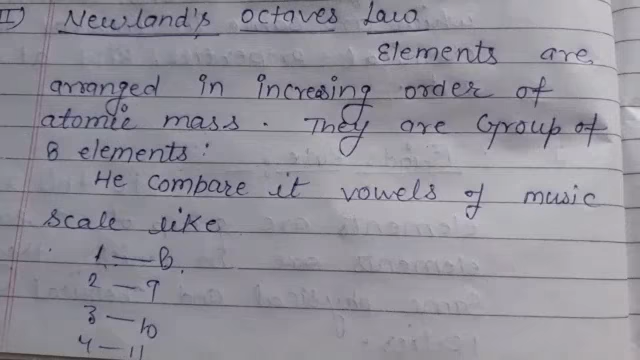 II) Newland's octaves Law
Elements are
arranged in increasing order of
atomic mass. They are Group of
8 elements:
He compare it vowels of music
scale like
1 — 8
2 — 9
3 — 10
4 — 11